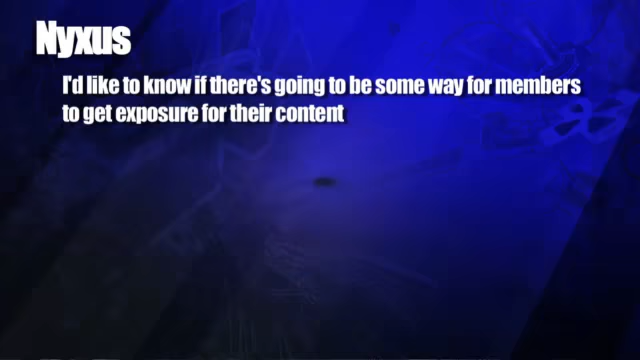 Nyxus
I'd like to know if there's going to be some way for members
to get exposure for their content